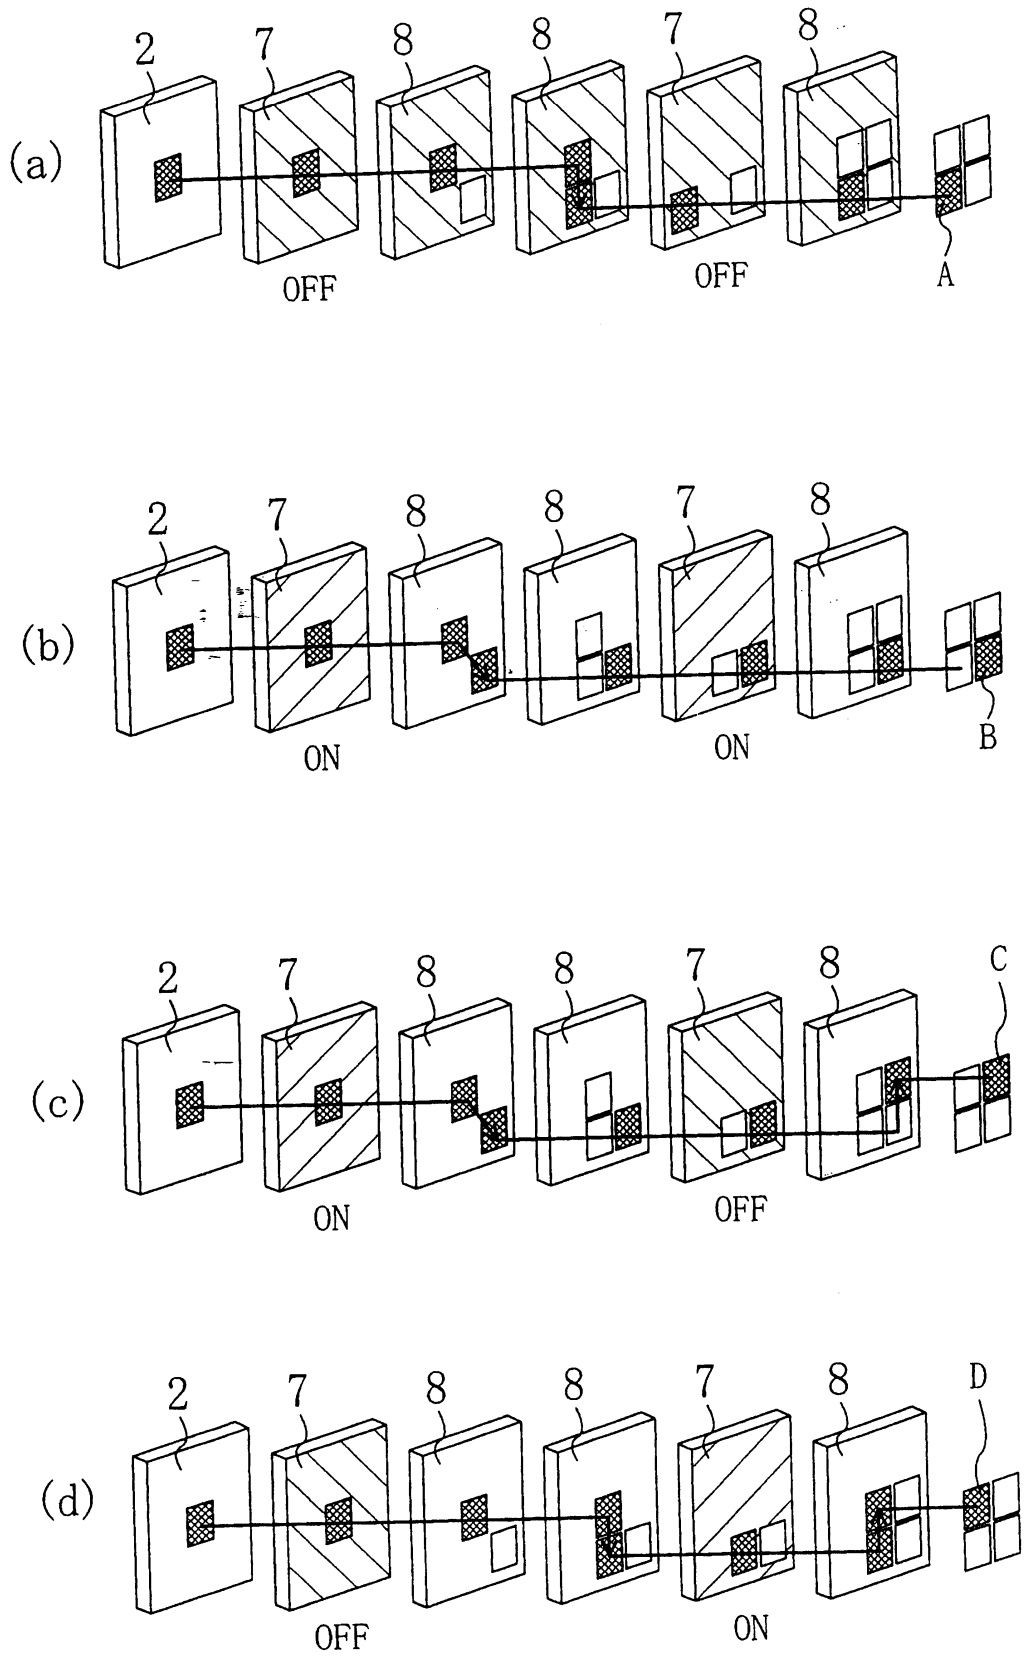 2 7 8 8 7 8
(a)
OFF OFF A
2 7 8 8 7 8
(b)
ON ON B
2 7 8 8 7 8 C
(c)
ON OFF
2 7 8 8 7 8 D
(d)
OFF ON